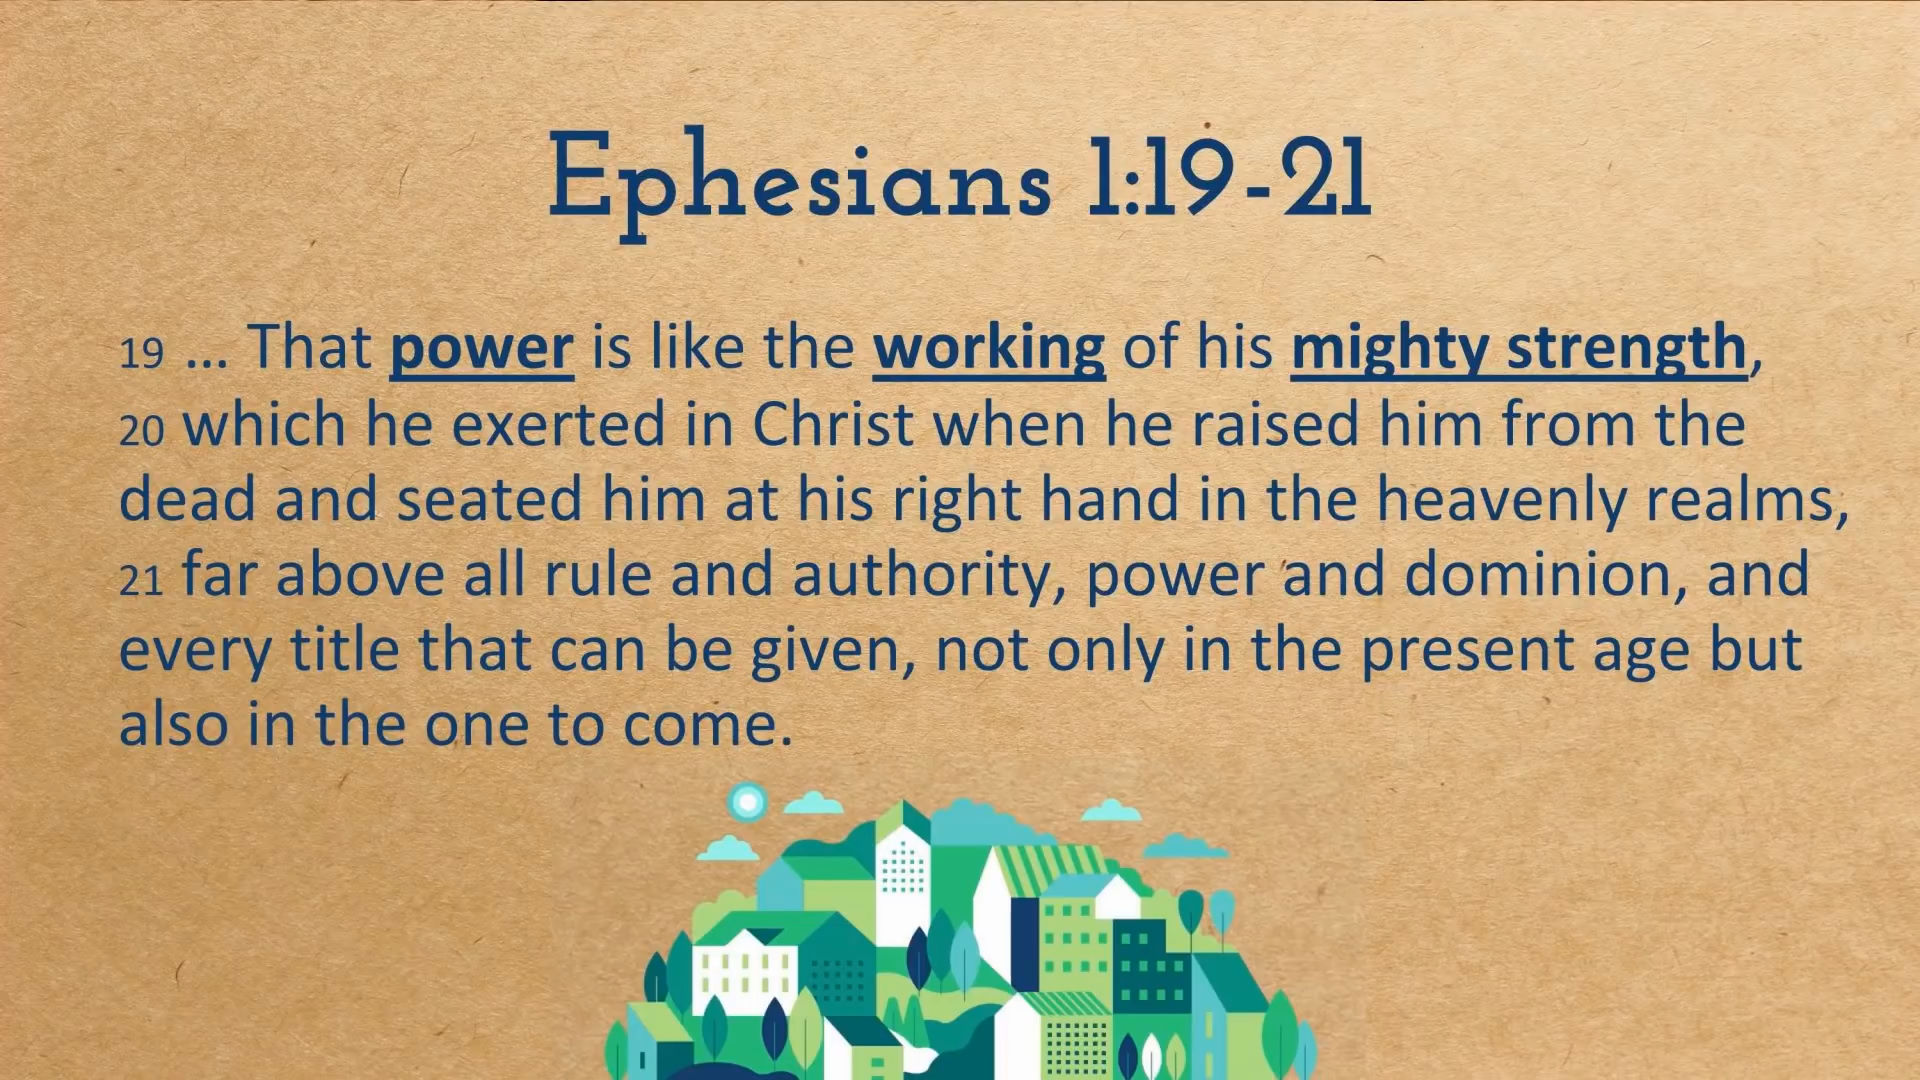 Ephesians 1:19-21
19 ... That power is like the working of his mighty strength,
20 which he exerted in Christ when he raised him from the
dead and seated him at his right hand in the heavenly realms,
21 far above all rule and authority, power and dominion, and
every title that can be given, not only in the present age but
also in the one to come.